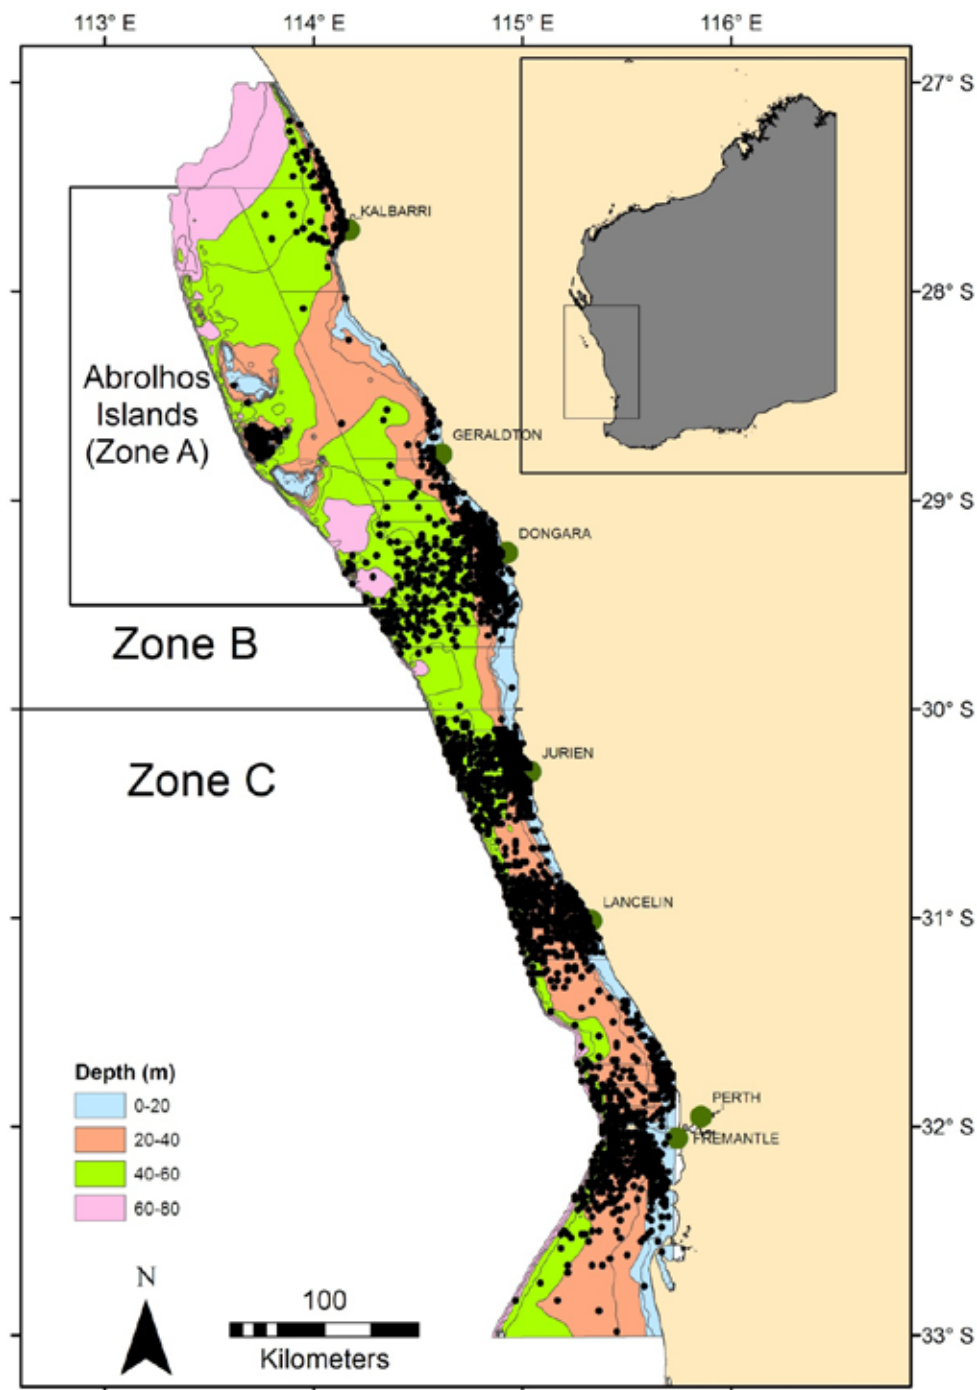 113° E 114° E 115° E 116° E
27° S
KALBARRI
28° S
Abrolhos
Islands
(Zone A)
GERALDTON
29° S
DONGARA
Zone B
30° S
JURIEN
Zone C
LANCELIN
31° S
Depth (m)
0-20
20-40
40-60
60-80
PERTH
32° S
FREMANTLE
N
100
Kilometers
33° S